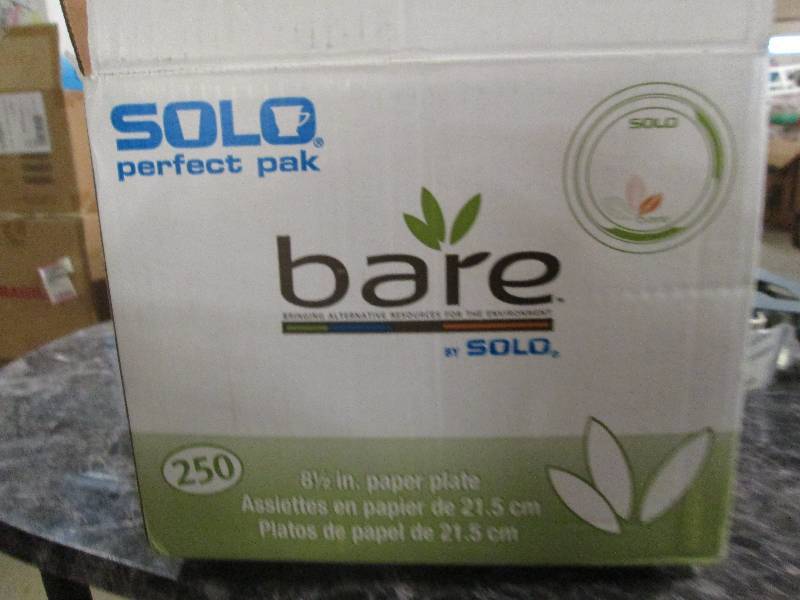 SOLO®
perfect pak
SOLO
bare™
BRINGING ALTERNATIVE RESOURCES FOR THE ENVIRONMENT
BY SOLO®
250
8½ in. paper plate
Assiettes en papier de 21.5 cm
Platos de papel de 21.5 cm